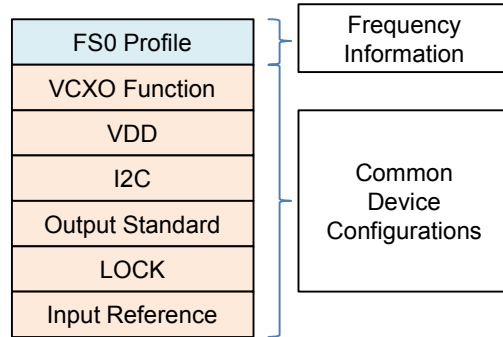 FS0 Profile
VCXO Function
VDD
I2C
Output Standard
LOCK
Input Reference
Frequency
Information
Common
Device
Configurations